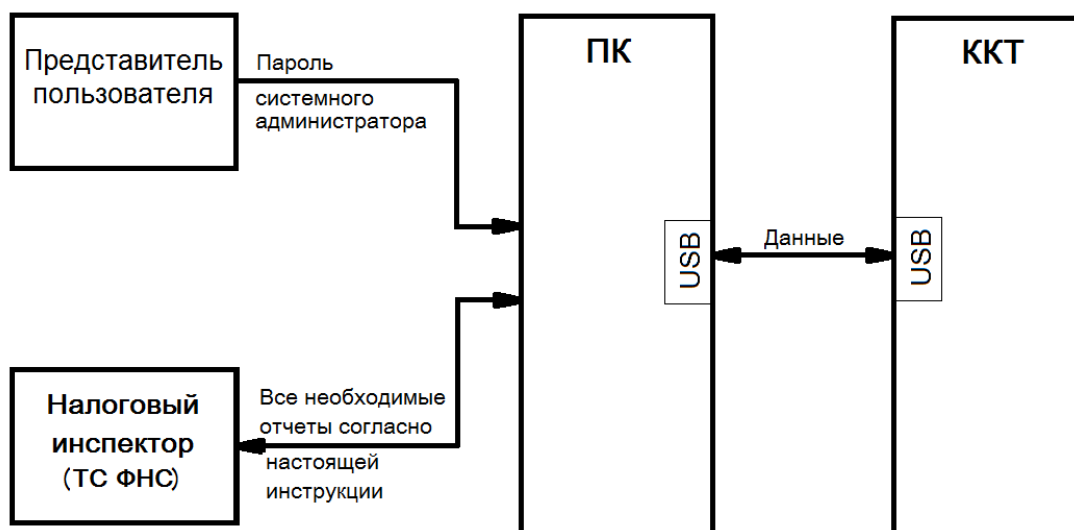 Представитель
пользователя
Пароль
системного
администратора
ПК
ККТ
USB
Данные
USB
Налоговый
инспектор
(ТС ФНС)
Все необходимые
отчеты согласно
настоящей
инструкции